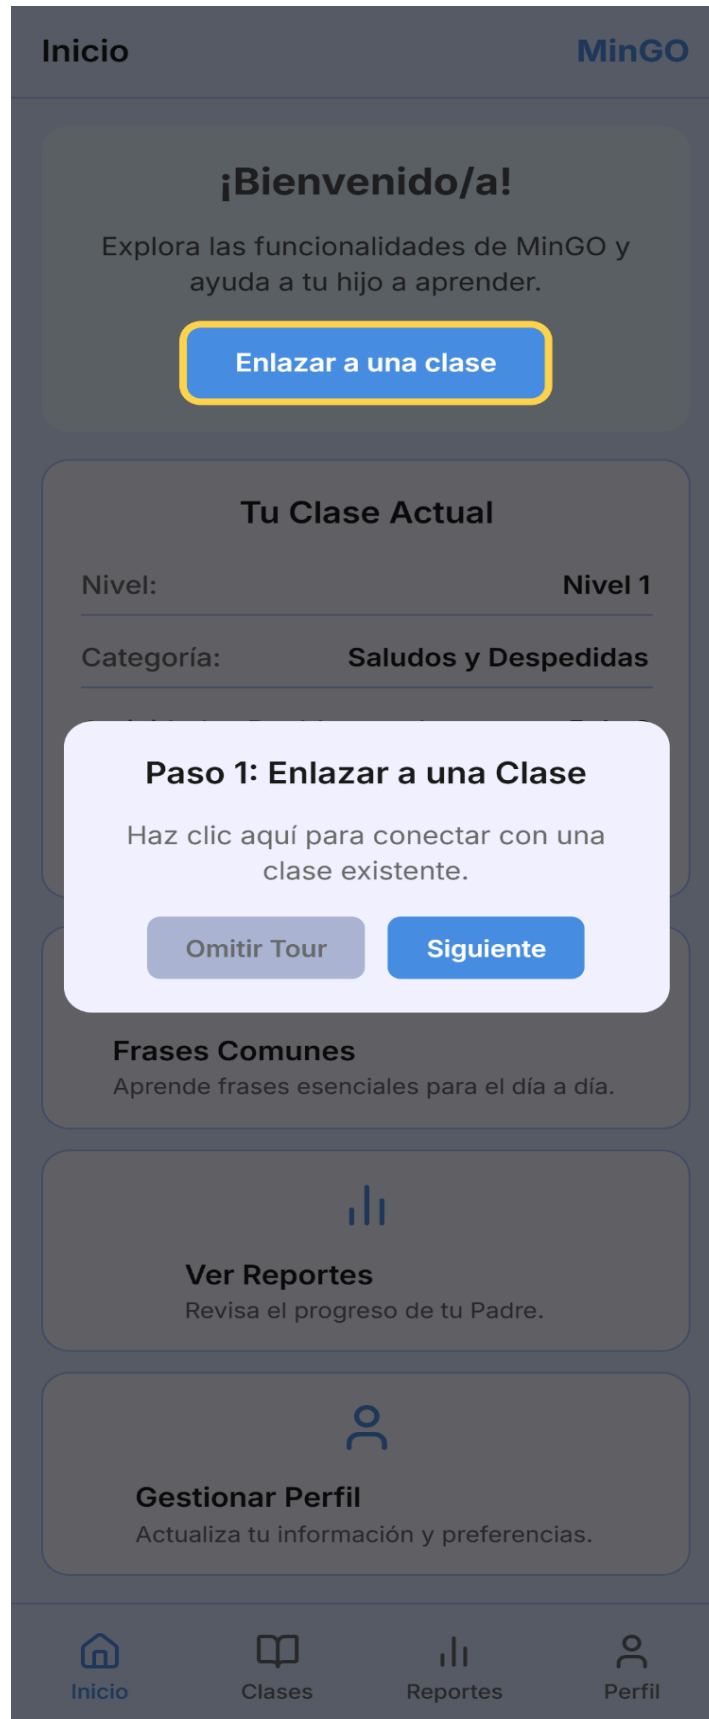 Inicio MinGO
¡Bienvenido/a!
Explora las funcionalidades de MinGO y
ayuda a tu hijo a aprender.
Enlazar a una clase
Tu Clase Actual
Nivel: Nivel 1
Categoría: Saludos y Despedidas
Paso 1: Enlazar a una Clase
Haz clic aquí para conectar con una
clase existente.
Omitir Tour Siguiente
Frases Comunes
Aprende frases esenciales para el día a día.
Ver Reportes
Revisa el progreso de tu Padre.
Gestionar Perfil
Actualiza tu información y preferencias.
Inicio Clases Reportes Perfil